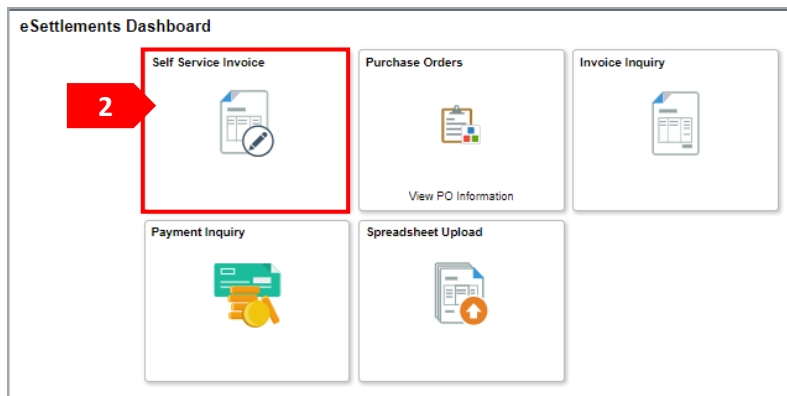 eSettlements Dashboard
Self Service Invoice
Purchase Orders
Invoice Inquiry
2
View PO Information
Payment Inquiry
Spreadsheet Upload